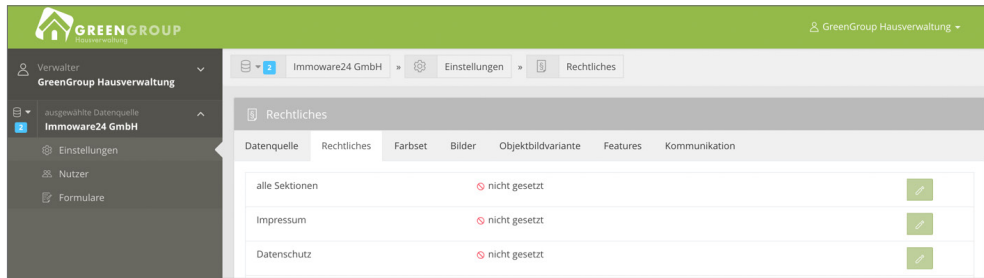 GREENGROUP
Hausverwaltung
GreenGroup Hausverwaltung
Verwalter
GreenGroup Hausverwaltung
ausgewählte Datenquelle
2
Immoware24 GmbH
Einstellungen
Nutzer
Formulare
2 Immoware24 GmbH » Einstellungen » § Rechtliches
§ Rechtliches
Datenquelle Rechtliches Farbset Bilder Objektbildvariante Features Kommunikation
alle Sektionen nicht gesetzt
Impressum nicht gesetzt
Datenschutz nicht gesetzt